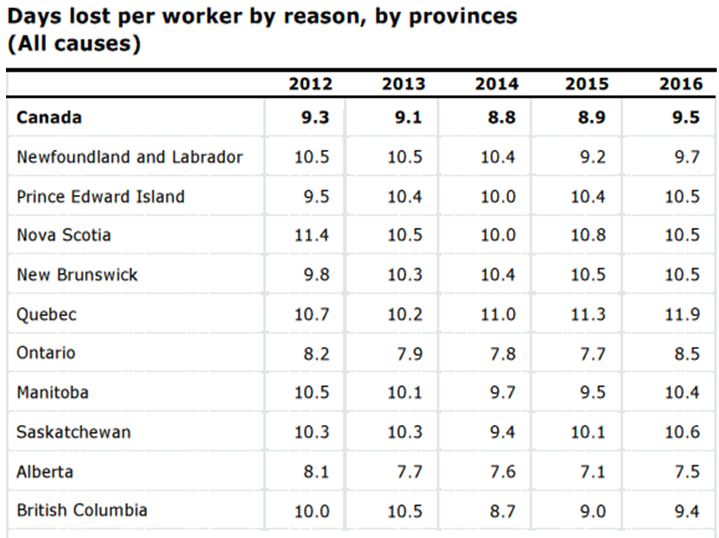 Days lost per worker by reason, by provinces
(All causes)
2012 2013 2014 2015 2016
Canada 9.3 9.1 8.8 8.9 9.5
Newfoundland and Labrador 10.5 10.5 10.4 9.2 9.7
Prince Edward Island 9.5 10.4 10.0 10.4 10.5
Nova Scotia 11.4 10.5 10.0 10.8 10.5
New Brunswick 9.8 10.3 10.4 10.5 10.5
Quebec 10.7 10.2 11.0 11.3 11.9
Ontario 8.2 7.9 7.8 7.7 8.5
Manitoba 10.5 10.1 9.7 9.5 10.4
Saskatchewan 10.3 10.3 9.4 10.1 10.6
Alberta 8.1 7.7 7.6 7.1 7.5
British Columbia 10.0 10.5 8.7 9.0 9.4